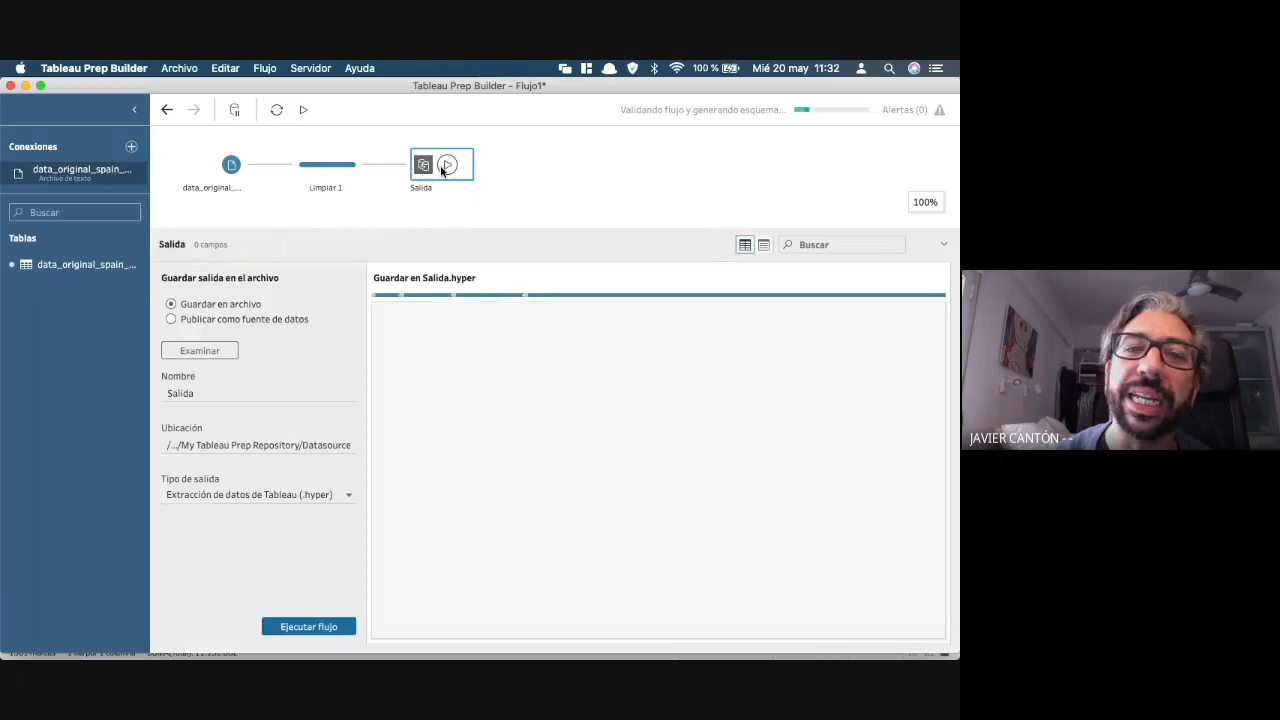 Tableau Prep Builder Archivo Editar Flujo Servidor Ayuda 100 % Mié 20 may 11:32
Tableau Prep Builder - Flujo1*
Validando flujo y generando esquema... Alertas (0)
Conexiones
data_original_spain_...
Archivo de texto
Buscar
Tablas
data_original_spain_...
data_original_... Limpiar 1 Salida
100%
Salida 0 campos Buscar
Guardar salida en el archivo
Guardar en archivo
Publicar como fuente de datos
Examinar
Nombre
Salida
Ubicación
/.../My Tableau Prep Repository/Datasource
Tipo de salida
Extracción de datos de Tableau (.hyper)
Ejecutar flujo
Guardar en Salida.hyper
JAVIER CANTÓN - -